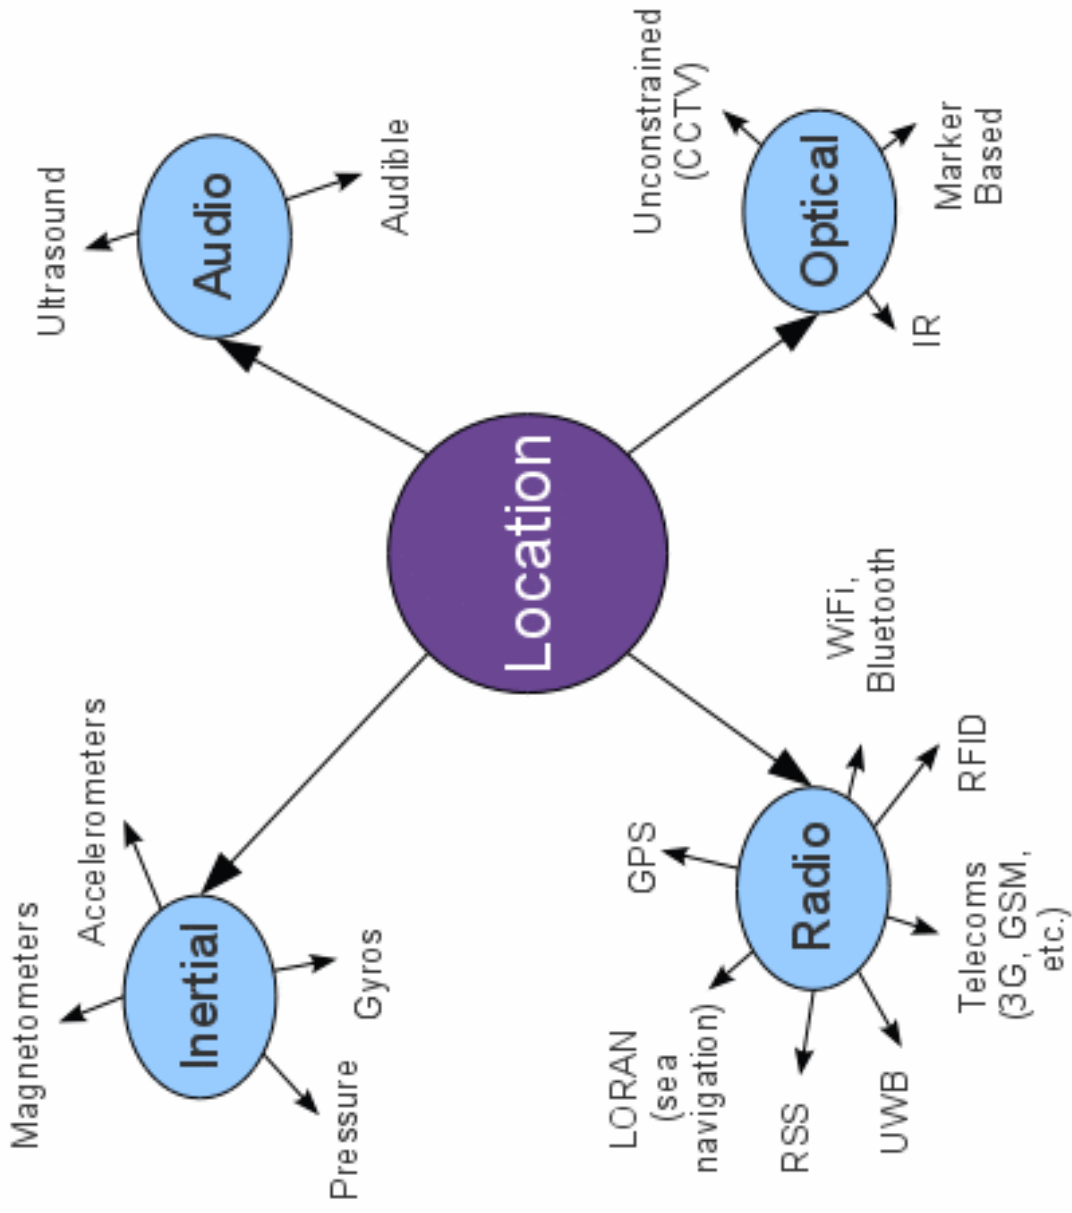 Magnetometers
Accelerometers
Inertial
Gyros
Pressure
Ultrasound
Audio
Audible
Location
LORAN
(sea
navigation)
GPS
Radio
RSS
UWB
Telecoms
(3G, GSM,
etc.)
RFID
WiFi,
Bluetooth
Unconstrained
(CCTV)
Optical
IR
Marker
Based